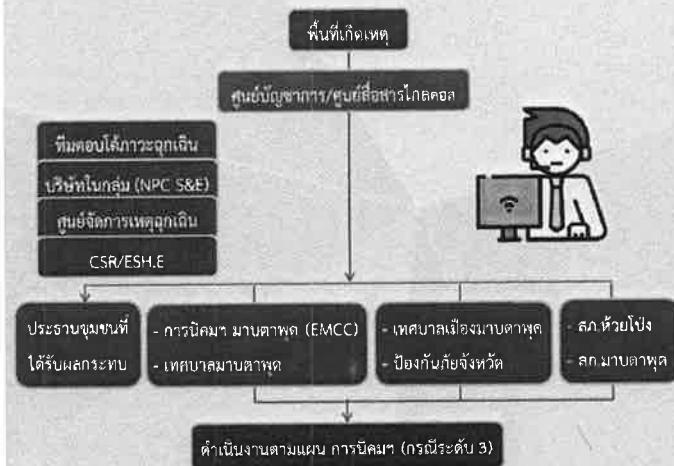 พื้นที่เกิดเหตุ
ศูนย์บัญชาการ/ศูนย์สื่อสารไกลคอล
ทีมตอบโต้ภาวะฉุกเฉิน
บริษัทในกลุ่ม (NPC S&E)
ศูนย์จัดการเหตุฉุกเฉิน
CSR/ESH.E
ประธานชุมชนที่
ได้รับผลกระทบ
- การนิคมฯ มาบตาพุด (EMCC)
- เทศบาลมาบตาพุด
- เทศบาลเมืองมาบตาพุด
- ป้องกันภัยจังหวัด
- สภ.ห้วยโป่ง
- สภ.มาบตาพุด
ดำเนินงานตามแผน การนิคมฯ (กรณีระดับ 3)